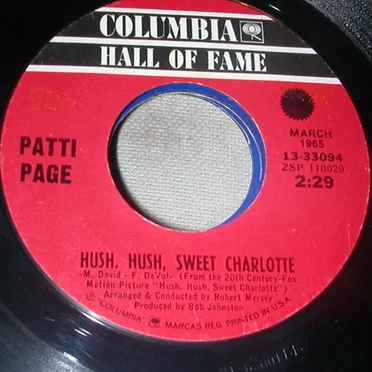 COLUMBIA
HALL OF FAME
PATTI
PAGE
MARCH
1965
13-33094
ZSP 110029
2:29
HUSH, HUSH, SWEET CHARLOTTE
-M. David - F. DeVol- (From the 20th Century-Fox
Motion Picture "Hush, Hush, Sweet Charlotte")
Arranged & Conducted by Robert Mersey
Produced by Bob Johnston
℗ "COLUMBIA", MARCAS REG. PRINTED IN U.S.A.